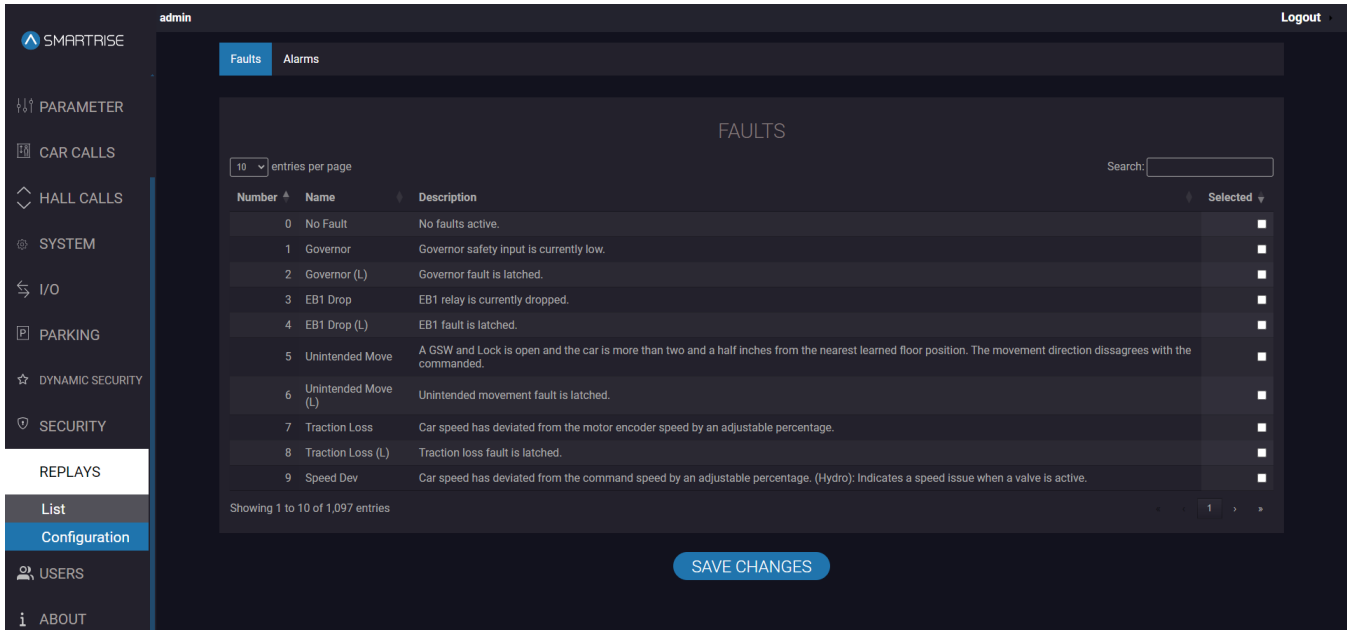 admin
Logout
SMARTRISE
Faults
Alarms
PARAMETER
CAR CALLS
HALL CALLS
SYSTEM
I/O
PARKING
DYNAMIC SECURITY
SECURITY
REPLAYS
List
Configuration
USERS
ABOUT
FAULTS
10 entries per page
Search:
Number Name Description Selected
0 No Fault No faults active.
1 Governor Governor safety input is currently low.
2 Governor (L) Governor fault is latched.
3 EB1 Drop EB1 relay is currently dropped.
4 EB1 Drop (L) EB1 fault is latched.
5 Unintended Move A GSW and Lock is open and the car is more than two and a half inches from the nearest learned floor position. The movement direction dissagrees with the
commanded.
6 Unintended Move
(L)
Unintended movement fault is latched.
7 Traction Loss Car speed has deviated from the motor encoder speed by an adjustable percentage.
8 Traction Loss (L) Traction loss fault is latched.
9 Speed Dev Car speed has deviated from the command speed by an adjustable percentage. (Hydro): Indicates a speed issue when a valve is active.
Showing 1 to 10 of 1,097 entries
« ‹ 1 › »
SAVE CHANGES